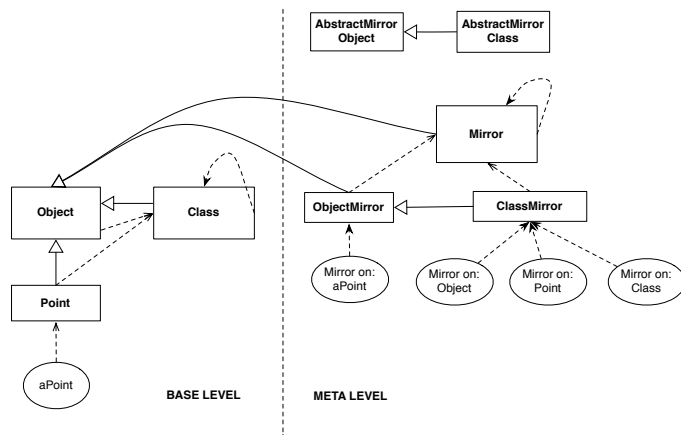 AbstractMirror
Object
AbstractMirror
Class
Mirror
Object
Class
ObjectMirror
ClassMirror
Mirror on:
aPoint
Mirror on:
Object
Mirror on:
Point
Mirror on:
Class
Point
aPoint
BASE LEVEL
META LEVEL